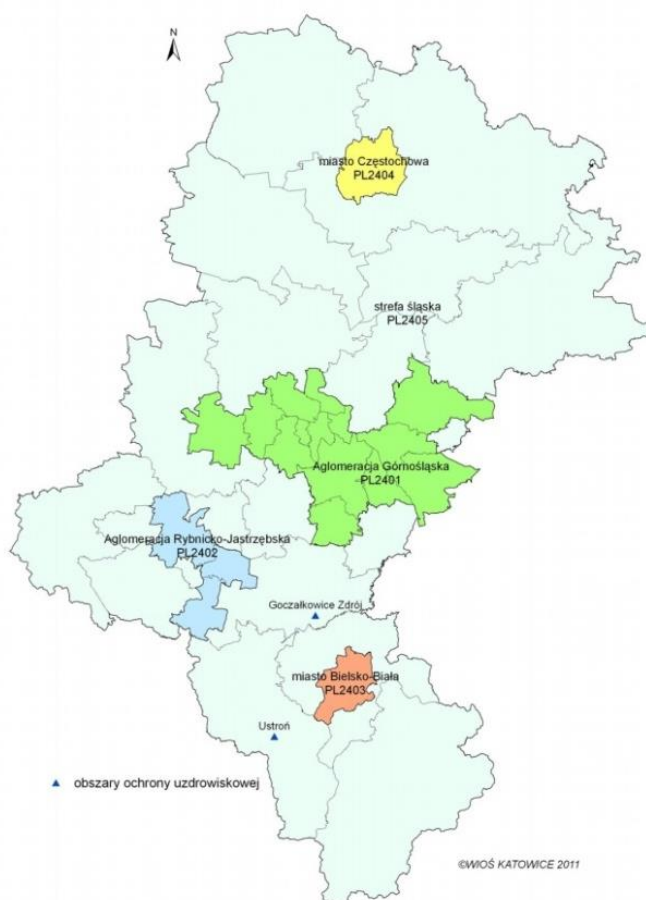 N
miasto Częstochowa
PL2404
strefa śląska
PL2405
Aglomeracja Górnośląska
PL2401
Aglomeracja Rybnicko-Jastrzębska
PL2402
Goczałkowice Zdrój
miasto Bielsko-Biała
PL2403
Ustroń
obszary ochrony uzdrowiskowej
©WIOŚ KATOWICE 2011